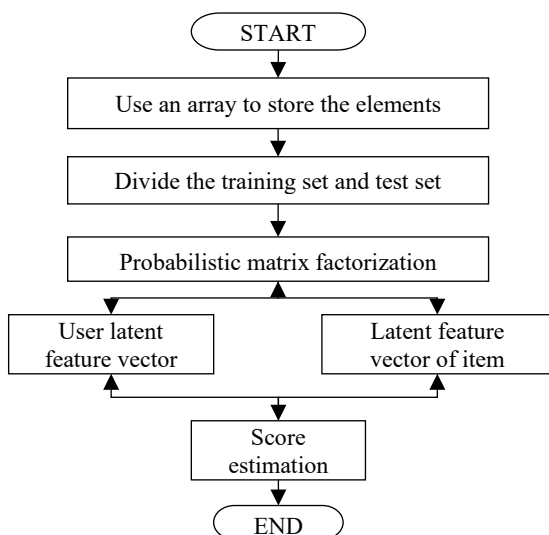 START
Use an array to store the elements
Divide the training set and test set
Probabilistic matrix factorization
User latent
feature vector
Latent feature
vector of item
Score
estimation
END